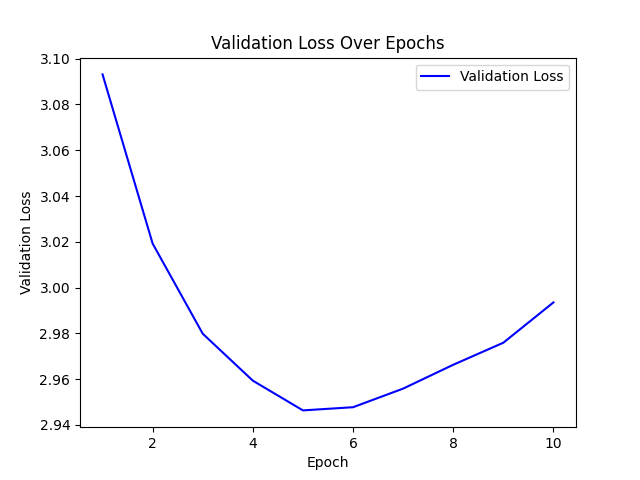 Validation Loss Over Epochs
Validation Loss
3.10
3.08
3.06
3.04
3.02
3.00
2.98
2.96
2.94
Validation Loss
2 4 6 8 10
Epoch